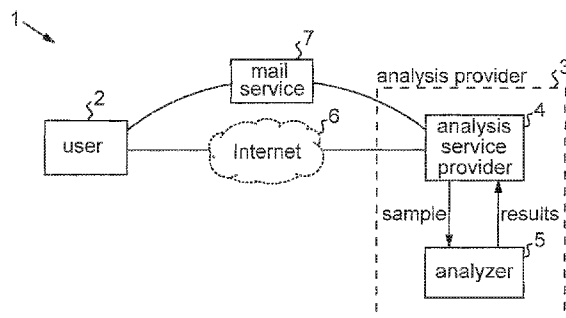 1
7
mail
service
analysis provider
3
2
user
6
Internet
4
analysis
service
provider
sample
results
5
analyzer